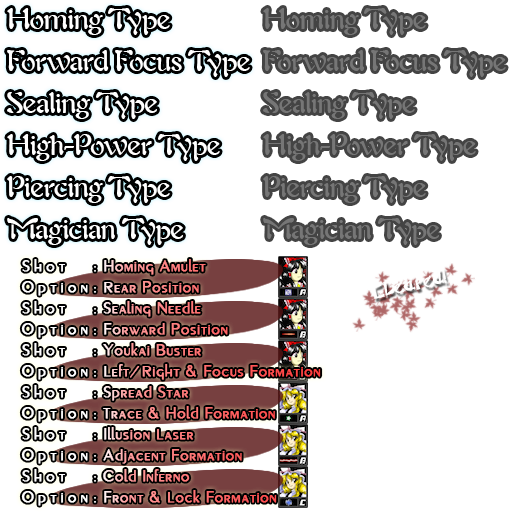 Homing Type Homing Type
Forward Focus Type Forward Focus Type
Sealing Type Sealing Type
High-Power Type High-Power Type
Piercing Type Piercing Type
Magician Type Magician Type
Shot : Homing Amulet
Option : Rear Position
A
Shot : Sealing Needle
Option : Forward Position
B
Shot : Youkai Buster
Option : Left/Right & Focus Formation
Shot : Spread Star
Option : Trace & Hold Formation
A
Shot : Illusion Laser
Option : Adjacent Formation
B
Shot : Cold Inferno
Option : Front & Lock Formation
C
Cleared!